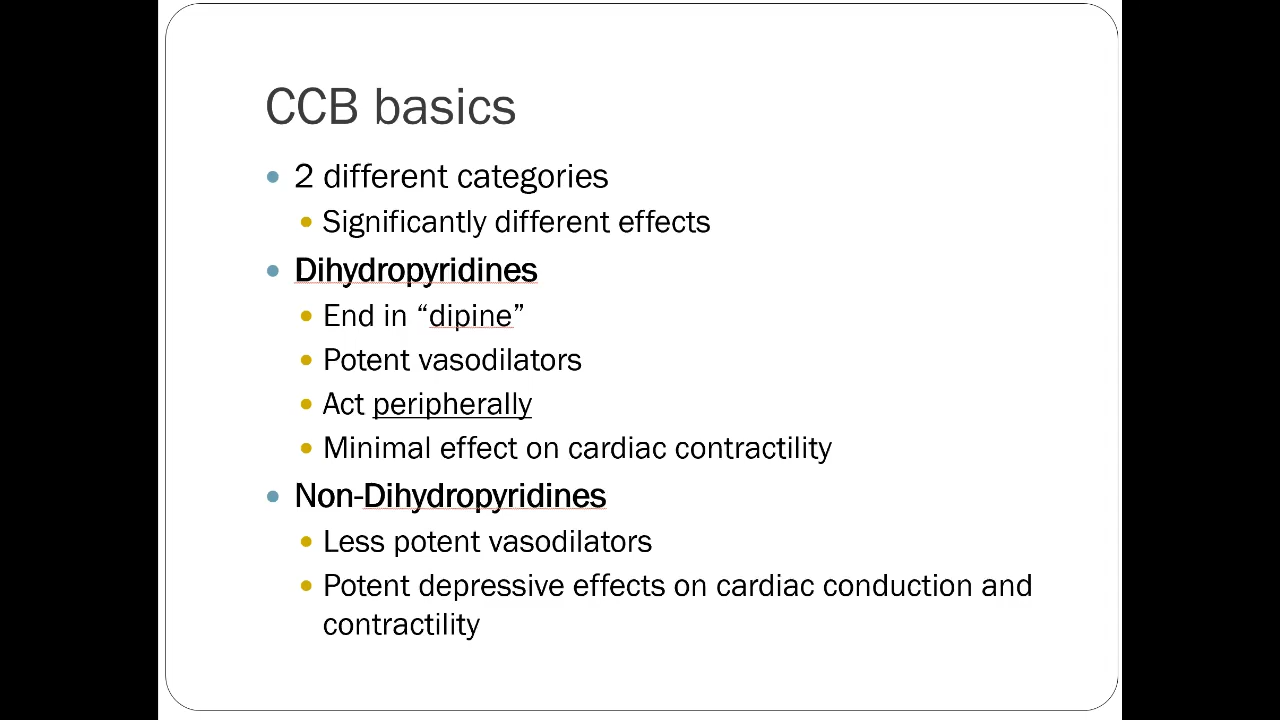 CCB basics
2 different categories
Significantly different effects
Dihydropyridines
End in “dipine”
Potent vasodilators
Act peripherally
Minimal effect on cardiac contractility
Non-Dihydropyridines
Less potent vasodilators
Potent depressive effects on cardiac conduction and
contractility